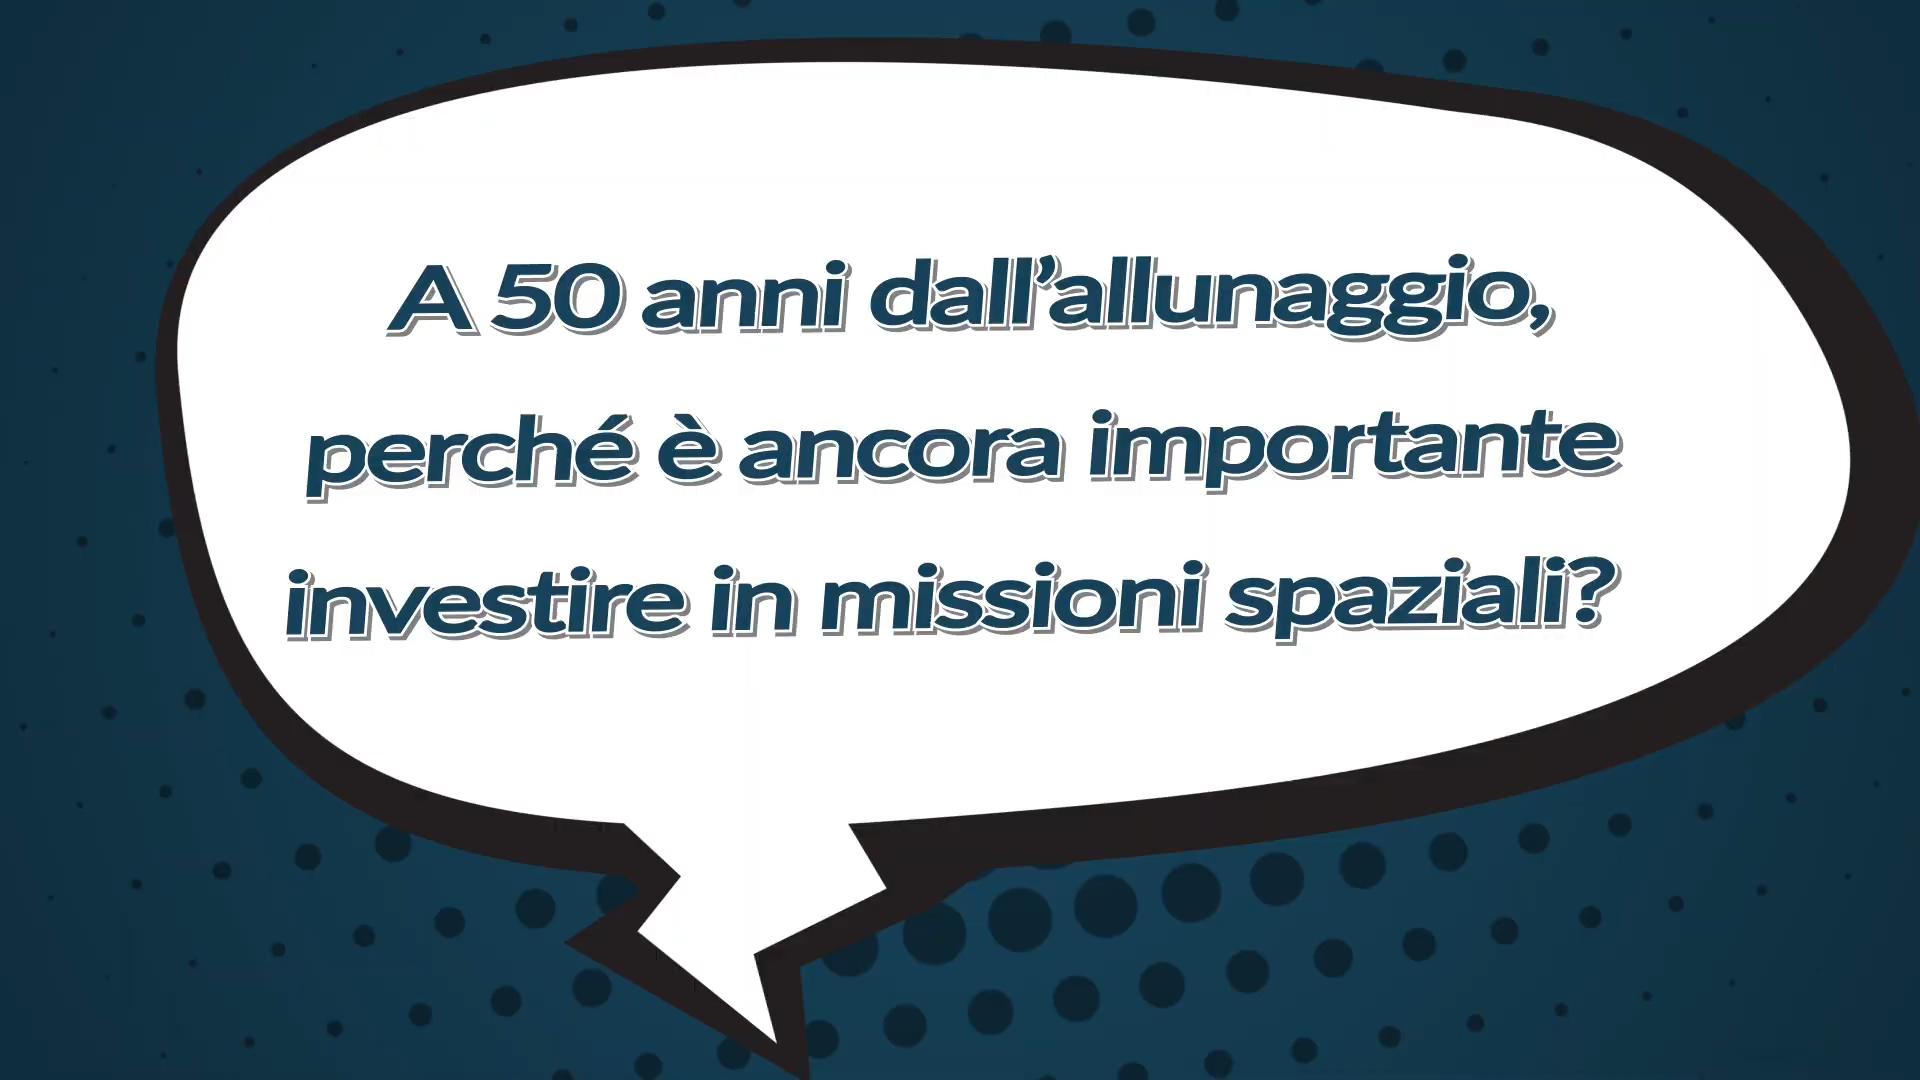 A 50 anni dall’allunaggio,
perché è ancora importante
investire in missioni spaziali?